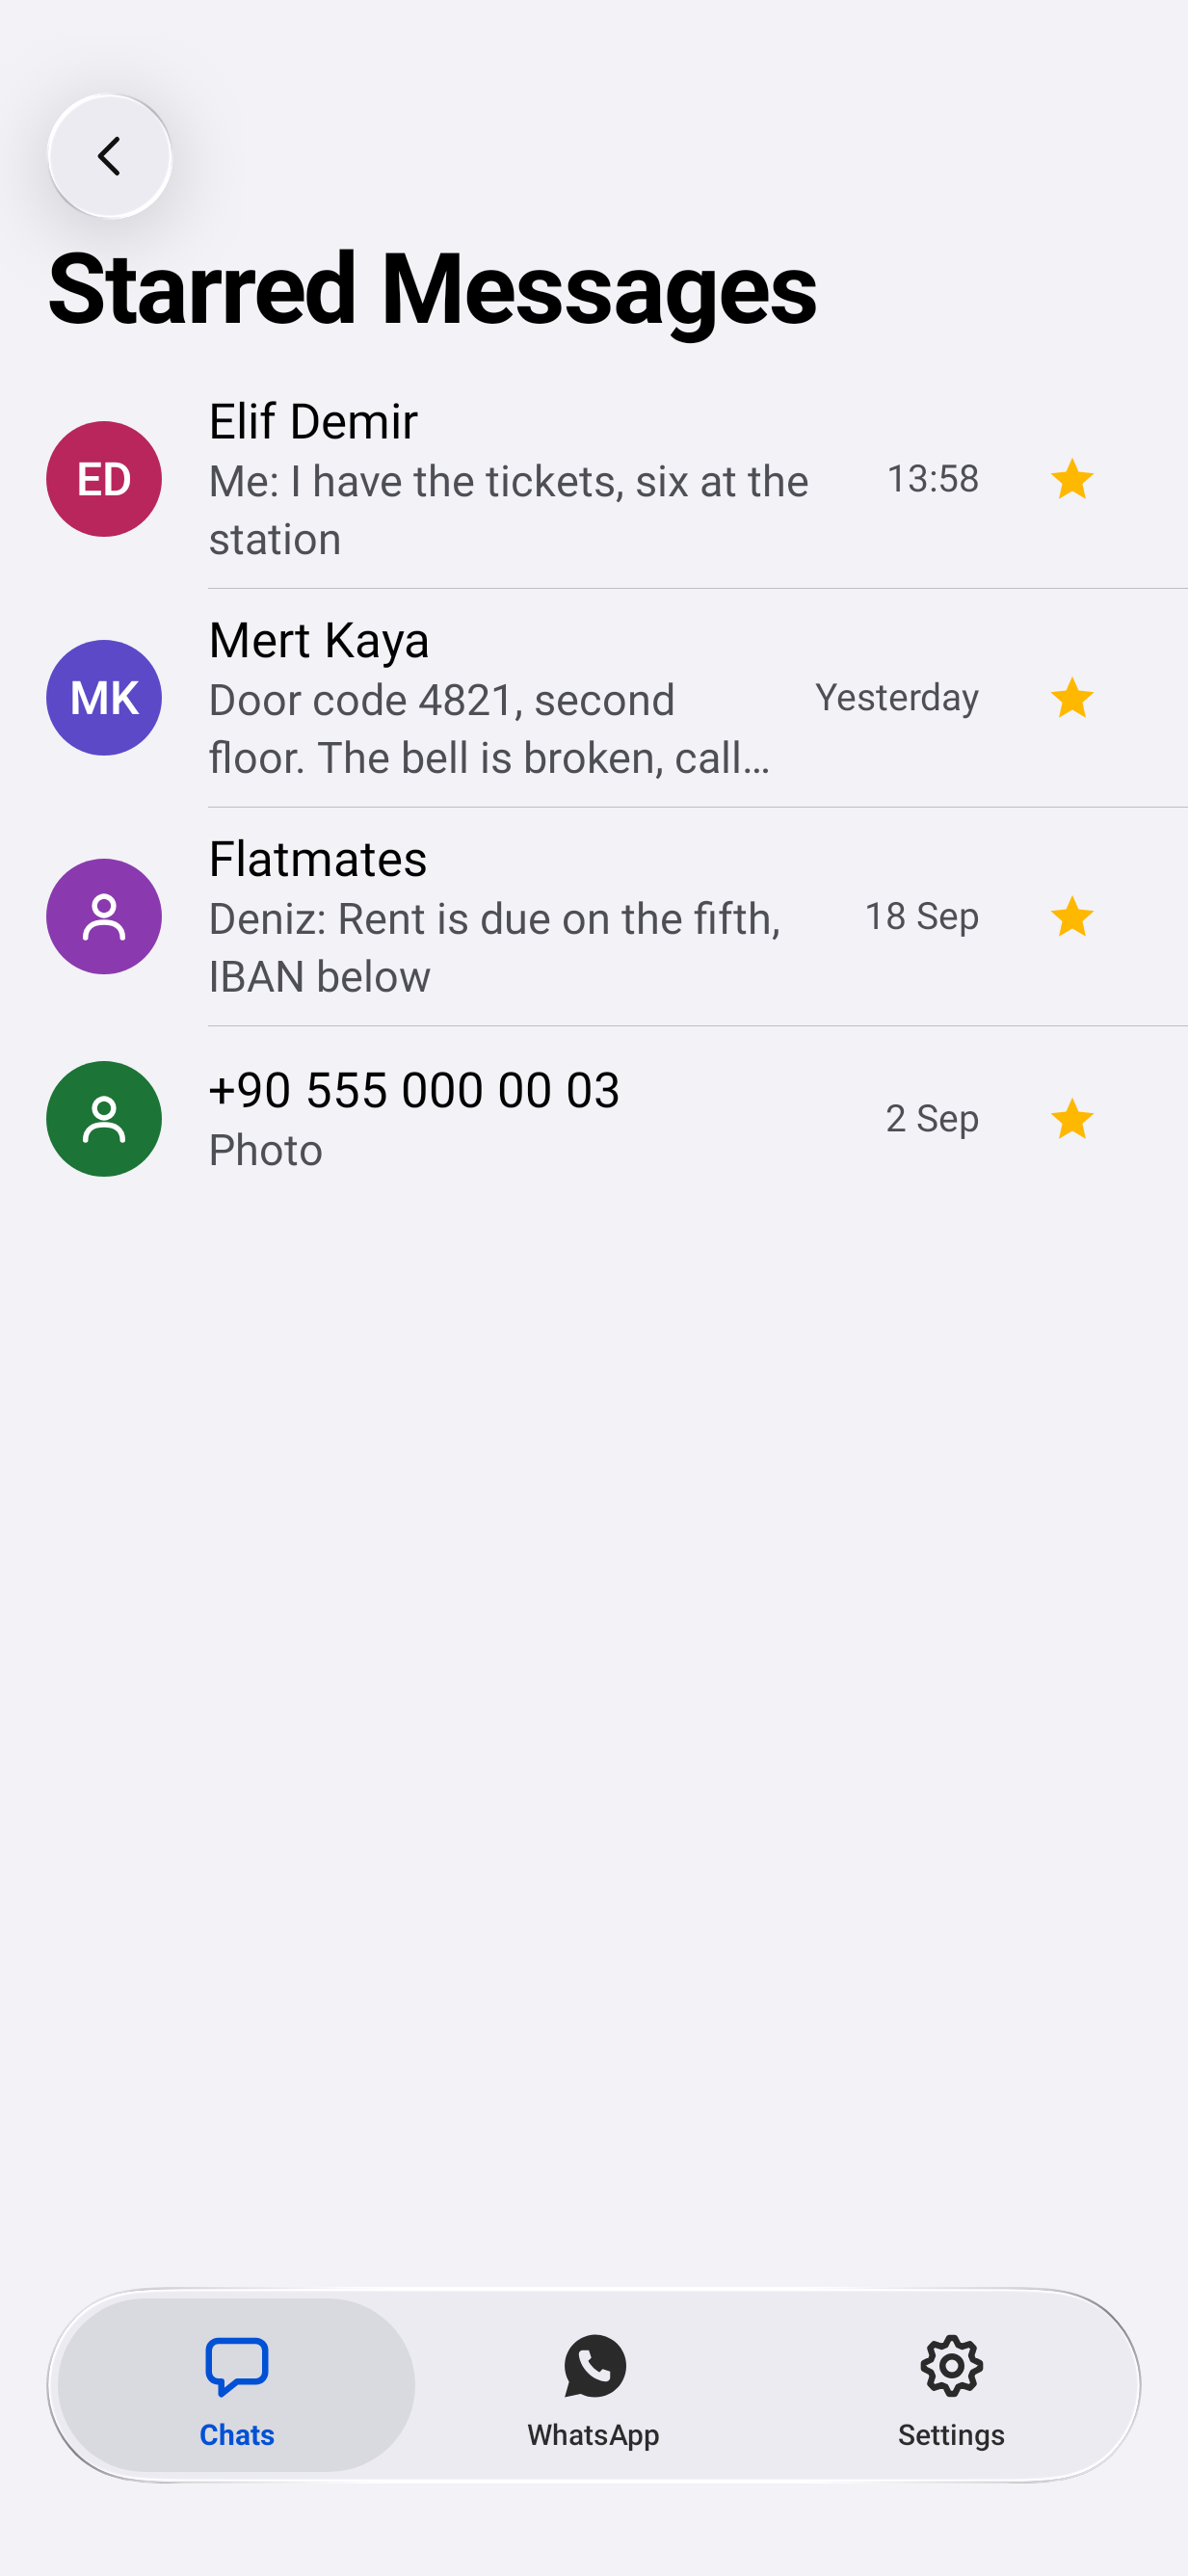 Starred Messages
Elif Demir
ED
Me: I have the tickets, six at the
station
13:58
Mert Kaya
MK
Door code 4821, second
floor. The bell is broken, call…
Yesterday
Flatmates
Deniz: Rent is due on the fifth,
IBAN below
18 Sep
+90 555 000 00 03
Photo
2 Sep
Chats
WhatsApp
Settings